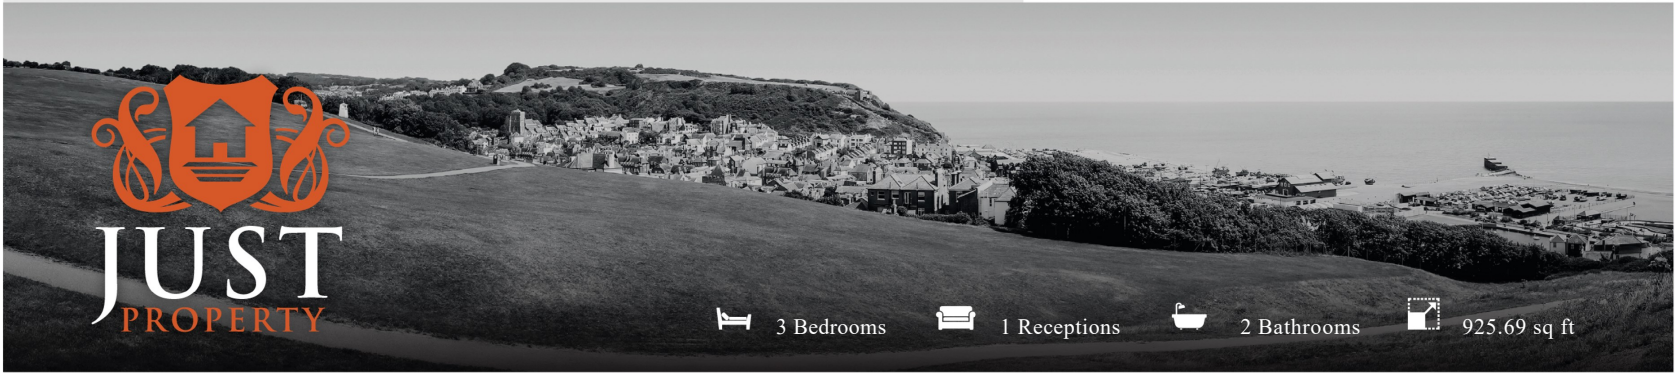 JUST
PROPERTY
3 Bedrooms
1 Receptions
2 Bathrooms
925.69 sq ft